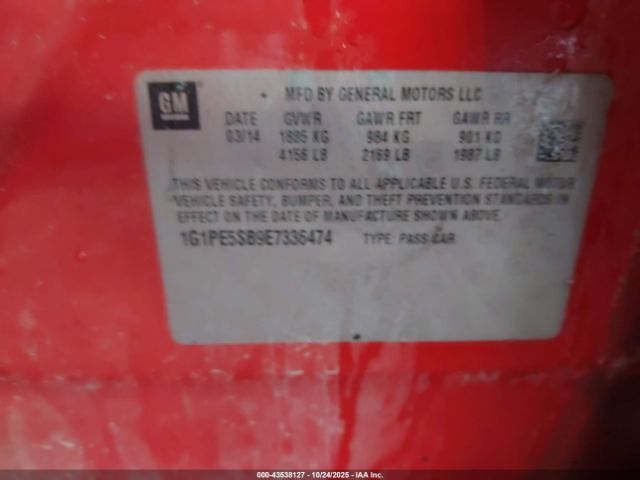 GM MFD BY GENERAL MOTORS LLC
DATE GVWR GAWR FRT GAWR RR
03/14 1885 KG 984 KG 901 KG
4156 LB 2169 LB 1987 LB
THIS VEHICLE CONFORMS TO ALL APPLICABLE U.S. FEDERAL MOTOR
VEHICLE SAFETY, BUMPER, AND THEFT PREVENTION STANDARDS IN
EFFECT ON THE DATE OF MANUFACTURE SHOWN ABOVE.
1G1PE5SB9E7336474 TYPE: PASS CAR
000-43538127 - 10/24/2025 - IAA Inc.